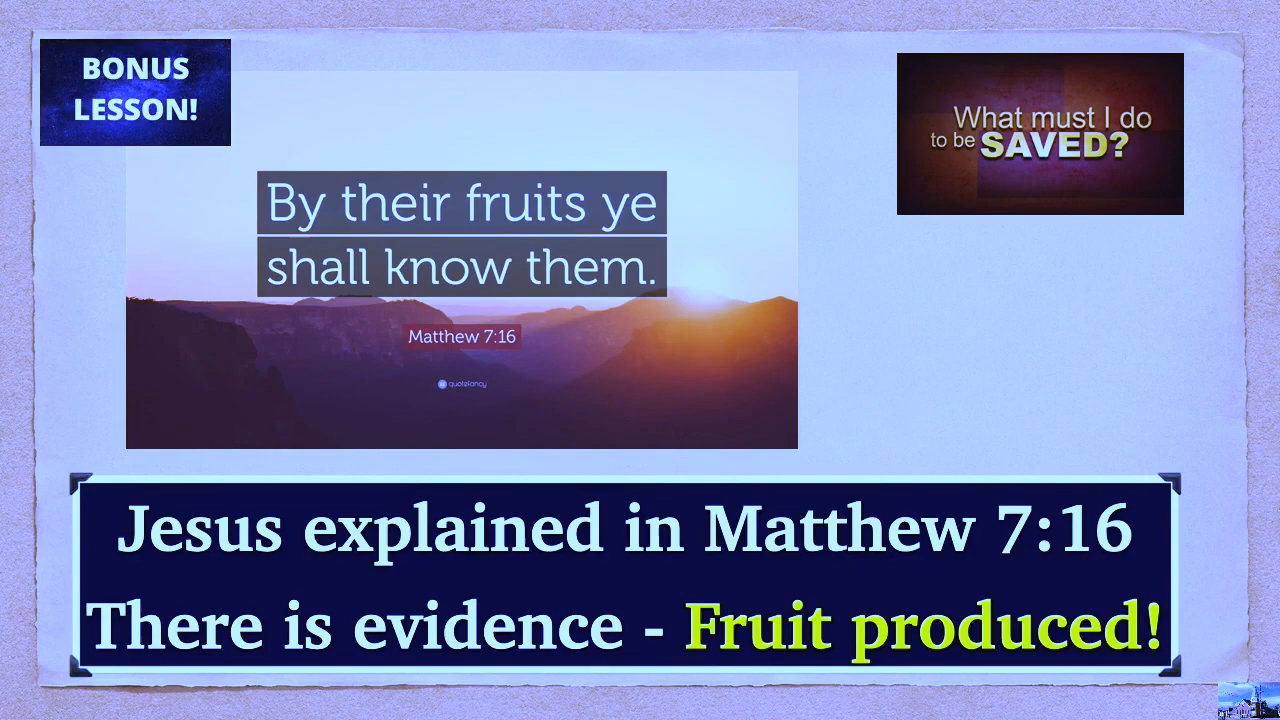 BONUS
LESSON!
What must I do
to be SAVED?
By their fruits ye
shall know them.
Matthew 7:16
quotefancy
Jesus explained in Matthew 7:16
There is evidence - Fruit produced!